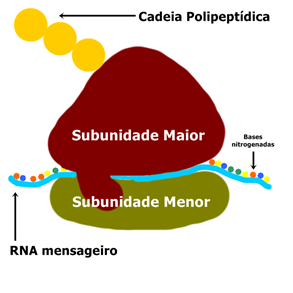 Cadeia Polipeptídica
Subunidade Maior
Bases
nitrogenadas
Subunidade Menor
RNA mensageiro